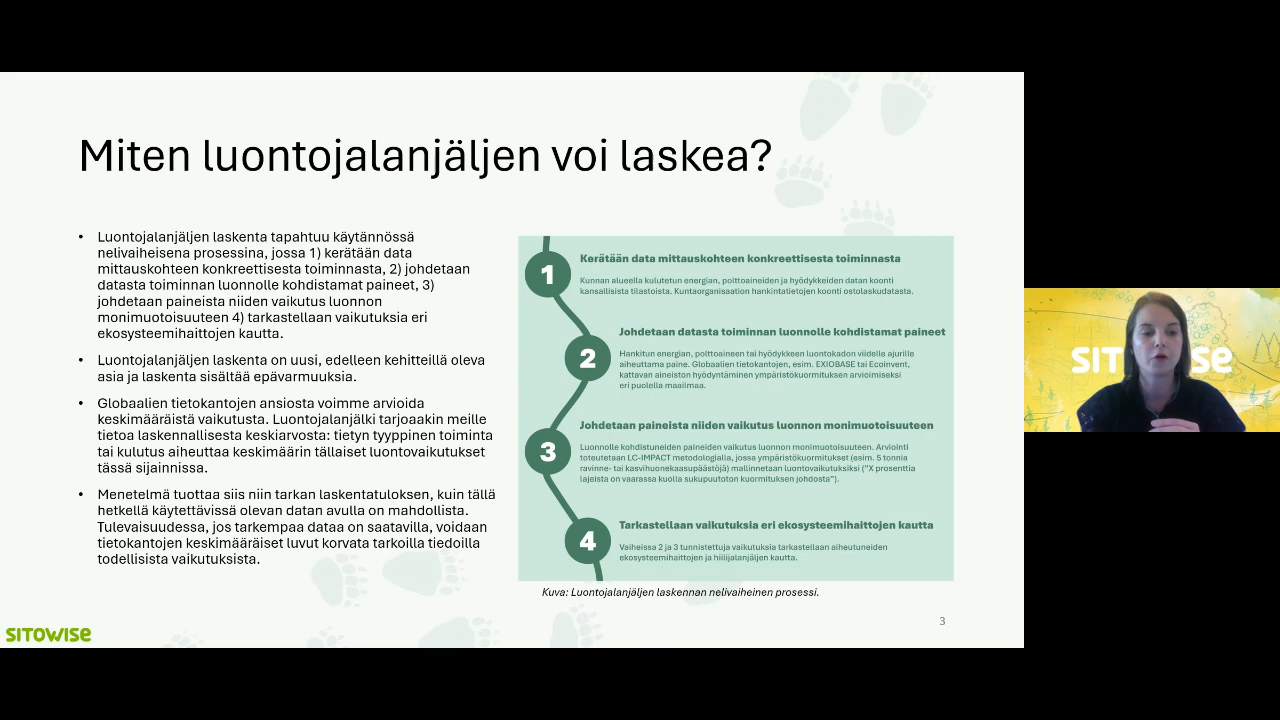 Miten luontojalanjäljen voi laskea?
• Luontojalanjäljen laskenta tapahtuu käytännössä
nelivaiheisena prosessina, jossa 1) kerätään data
mittauskohteen konkreettisesta toiminnasta, 2) johdetaan
datasta toiminnan luonnolle kohdistamat paineet, 3)
johdetaan paineista niiden vaikutus luonnon
monimuotoisuuteen 4) tarkastellaan vaikutuksia eri
ekosysteemihaittojen kautta.
• Luontojalanjäljen laskenta on uusi, edelleen kehitteillä oleva
asia ja laskenta sisältää epävarmuuksia.
• Globaalien tietokantojen ansiosta voimme arvioida
keskimääräistä vaikutusta. Luontojalanjälki tarjoaakin meille
tietoa laskennallisesta keskiarvosta: tietyn tyyppinen toiminta
tai kulutus aiheuttaa keskimäärin tällaiset luontovaikutukset
tässä sijainnissa.
• Menetelmä tuottaa siis niin tarkan laskentatuloksen, kuin tällä
hetkellä käytettävissä olevan datan avulla on mahdollista.
Tulevaisuudessa, jos tarkempaa dataa on saatavilla, voidaan
tietokantojen keskimääräiset luvut korvata tarkoilla tiedoilla
todellisista vaikutuksista.
1
Kerätään data mittauskohteen konkreettisesta toiminnasta
Kunnan alueella kulutetun energian, polttoaineiden ja hyödykkeiden datan koonti
kansallisista tilastoista. Kuntaorganisaation hankintatietojen koonti ostolaskudatasta.
2
Johdetaan datasta toiminnan luonnolle kohdistamat paineet
Hankitun energian, polttoaineen tai hyödykkeen luontokadon viidelle ajurille
aiheuttama paine. Globaalien tietokantojen, esim. EXIOBASE tai Ecoinvent,
kattavan aineiston hyödyntäminen ympäristökuormituksen arvioimiseksi
eri puolella maailmaa.
3
Johdetaan paineista niiden vaikutus luonnon monimuotoisuuteen
Luonnolle kohdistuneiden paineiden vaikutus luonnon monimuotoisuuteen. Arviointi
toteutetaan LC-IMPACT metodologialla, jossa ympäristökuormitukset (esim. 5 tonnia
ravinne- tai kasvihuonekaasupäästöjä) mallinnetaan luontovaikutuksiksi ("X prosenttia
lajeista on vaarassa kuolla sukupuutoton kuormituksen johdosta").
4
Tarkastellaan vaikutuksia eri ekosysteemihaittojen kautta
Vaiheissa 2 ja 3 tunnistettuja vaikutuksia tarkastellaan aiheutuneiden
ekosysteemihaittojen ja hiilijalanjäljen kautta.
Kuva: Luontojalanjäljen laskennan nelivaiheinen prosessi.
3
SITOWISE